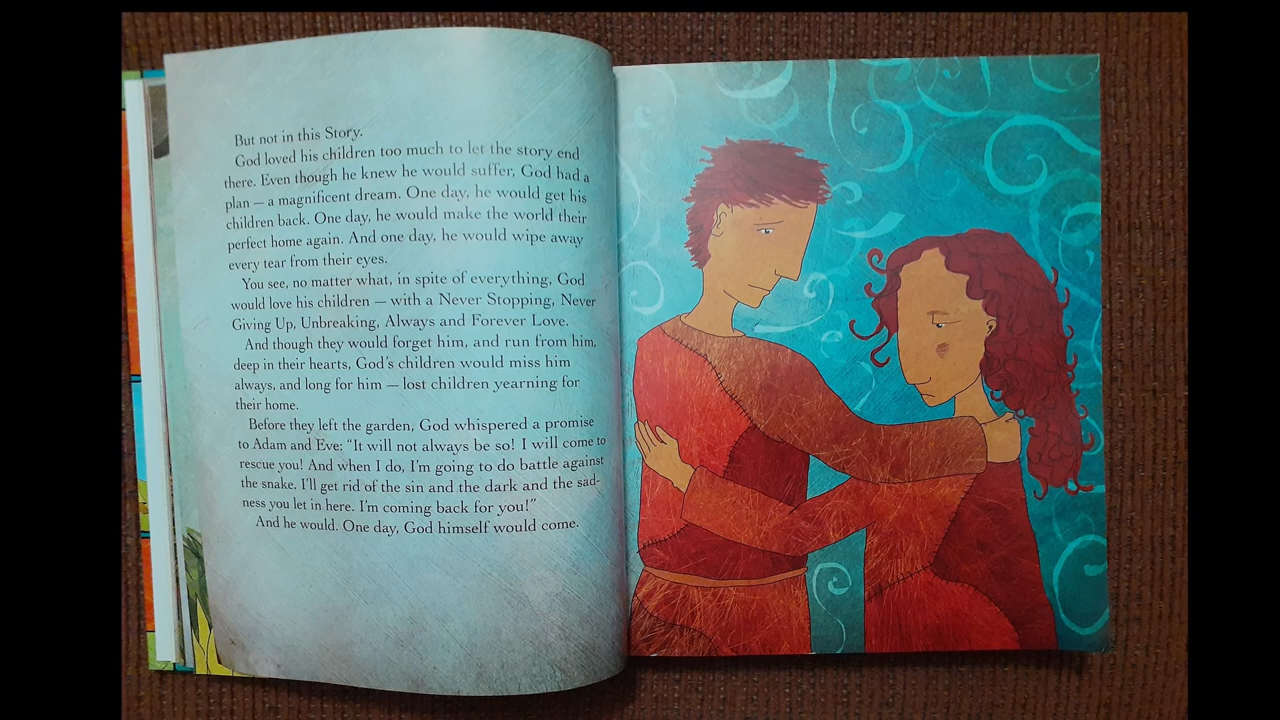 But not in this Story.
God loved his children too much to let the story end
there. Even though he knew he would suffer, God had a
plan — a magnificent dream. One day, he would get his
children back. One day, he would make the world their
perfect home again. And one day, he would wipe away
every tear from their eyes.
You see, no matter what, in spite of everything, God
would love his children — with a Never Stopping, Never
Giving Up, Unbreaking, Always and Forever Love.
And though they would forget him, and run from him,
deep in their hearts, God's children would miss him
always, and long for him — lost children yearning for
their home.
Before they left the garden, God whispered a promise
to Adam and Eve: “It will not always be so! I will come to
rescue you! And when I do, I'm going to do battle against
the snake. I'll get rid of the sin and the dark and the sad-
ness you let in here. I'm coming back for you!”
And he would. One day, God himself would come.